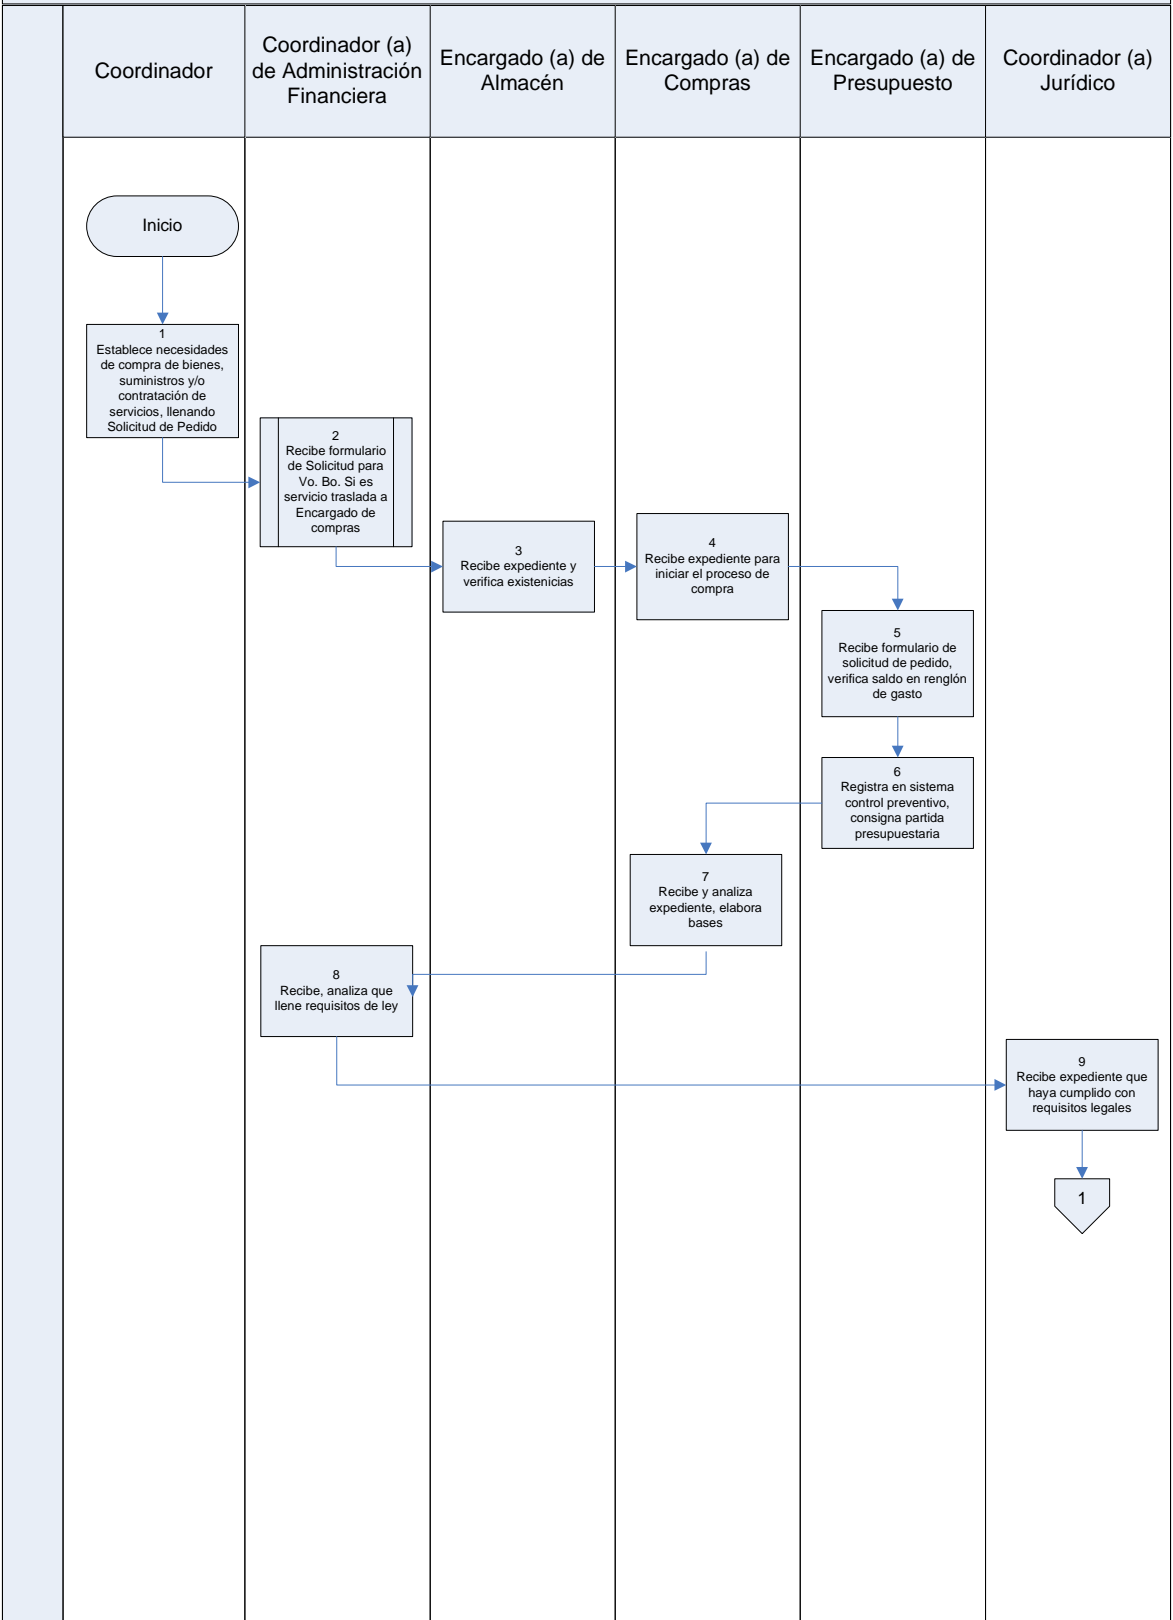 Coordinador
Coordinador (a)
de Administración
Financiera
Encargado (a) de
Almacén
Encargado (a) de
Compras
Encargado (a) de
Presupuesto
Coordinador (a)
Jurídico
Inicio
1
Establece necesidades
de compra de bienes,
suministros y/o
contratación de
servicios, llenando
Solicitud de Pedido
2
Recibe formulario
de Solicitud para
Vo. Bo. Si es
servicio traslada a
Encargado de
compras
3
Recibe expediente y
verifica existenicias
4
Recibe expediente para
iniciar el proceso de
compra
5
Recibe formulario de
solicitud de pedido,
verifica saldo en renglón
de gasto
6
Registra en sistema
control preventivo,
consigna partida
presupuestaria
7
Recibe y analiza
expediente, elabora
bases
8
Recibe, analiza que
llene requisitos de ley
9
Recibe expediente que
haya cumplido con
requisitos legales
1